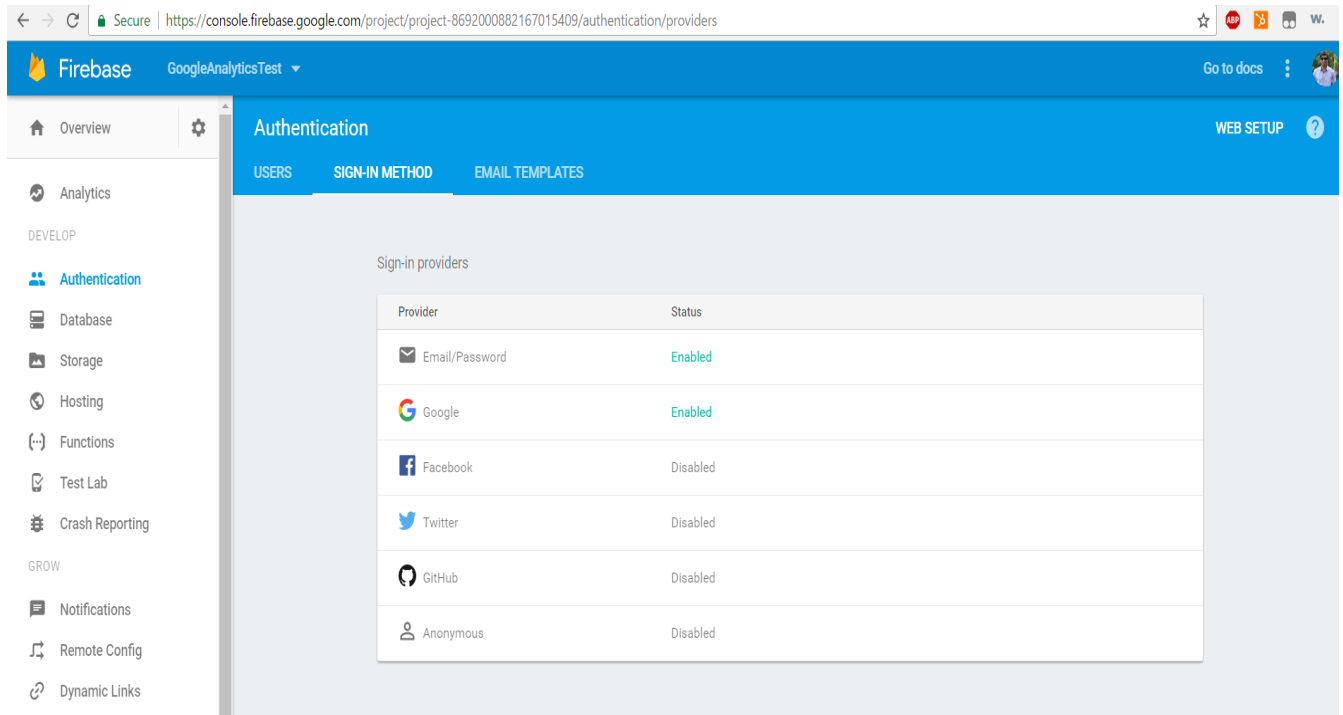 Secure https://console.firebase.google.com/project/project-8692000882167015409/authentication/providers ABP W.
Firebase GoogleAnalyticsTest Go to docs
Overview
Authentication WEB SETUP ?
USERS SIGN-IN METHOD EMAIL TEMPLATES
Analytics
DEVELOP
Authentication
Database
Storage
Hosting
Functions
Test Lab
Crash Reporting
GROW
Notifications
Remote Config
Dynamic Links
Sign-in providers
Provider Status
Email/Password Enabled
Google Enabled
Facebook Disabled
Twitter Disabled
GitHub Disabled
Anonymous Disabled